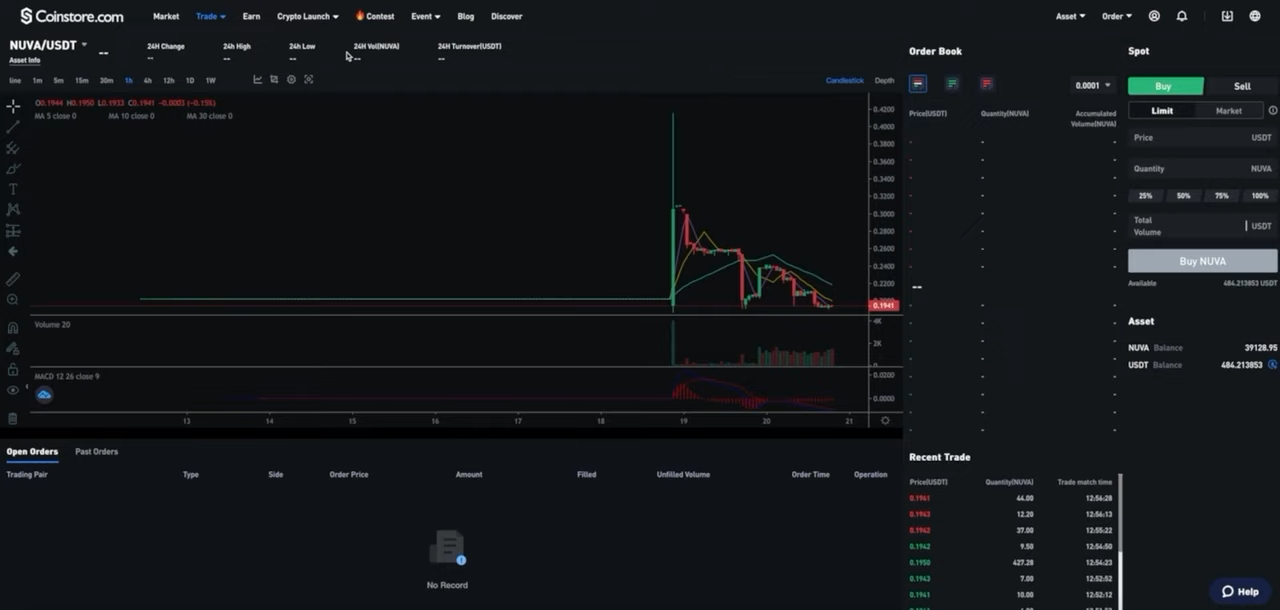 Coinstore.com Market Trade Earn Crypto Launch Contest Event Blog Discover Asset Order
NUVA/USDT
Asset Info
--
24H Change
--
24h High
--
24h Low
--
24H Vol(NUVA)
--
24H Turnover(USDT)
--
line 1m 5m 15m 30m 1h 4h 12h 1D 1W
Candlestick Depth
O0.1944 H0.1950 L0.1933 C0.1941 -0.0003 (-0.15%)
MA 5 close 0 MA 10 close 0 MA 30 close 0
0.4200
0.4000
0.3800
0.3600
0.3400
0.3200
0.3000
0.2800
0.2600
0.2400
0.2200
0.1941
Volume 20
4K
2K
MACD 12 26 close 9
0.0200
0.0000
13 14 15 16 17 18 19 20 21
Open Orders Past Orders
Trading Pair Type Side Order Price Amount Filled Unfilled Volume Order Time Operation
No Record
Order Book
0.0001
Price(USDT) Quantity(NUVA) Accumulated
Volume(NUVA)
--
Recent Trade
Price(USDT) Quantity(NUVA) Trade match time
0.1941 44.00 12:56:28
0.1943 12.20 12:56:13
0.1942 37.00 12:55:22
0.1942 9.50 12:54:50
0.1950 427.28 12:54:23
0.1943 7.00 12:52:52
0.1941 10.00 12:52:12
Spot
Buy Sell
Limit Market
Price USDT
Quantity NUVA
25% 50% 75% 100%
Total
Volume USDT
Buy NUVA
Available 484.213853 USDT
Asset
NUVA Balance 39128.95
USDT Balance 484.213853
Help